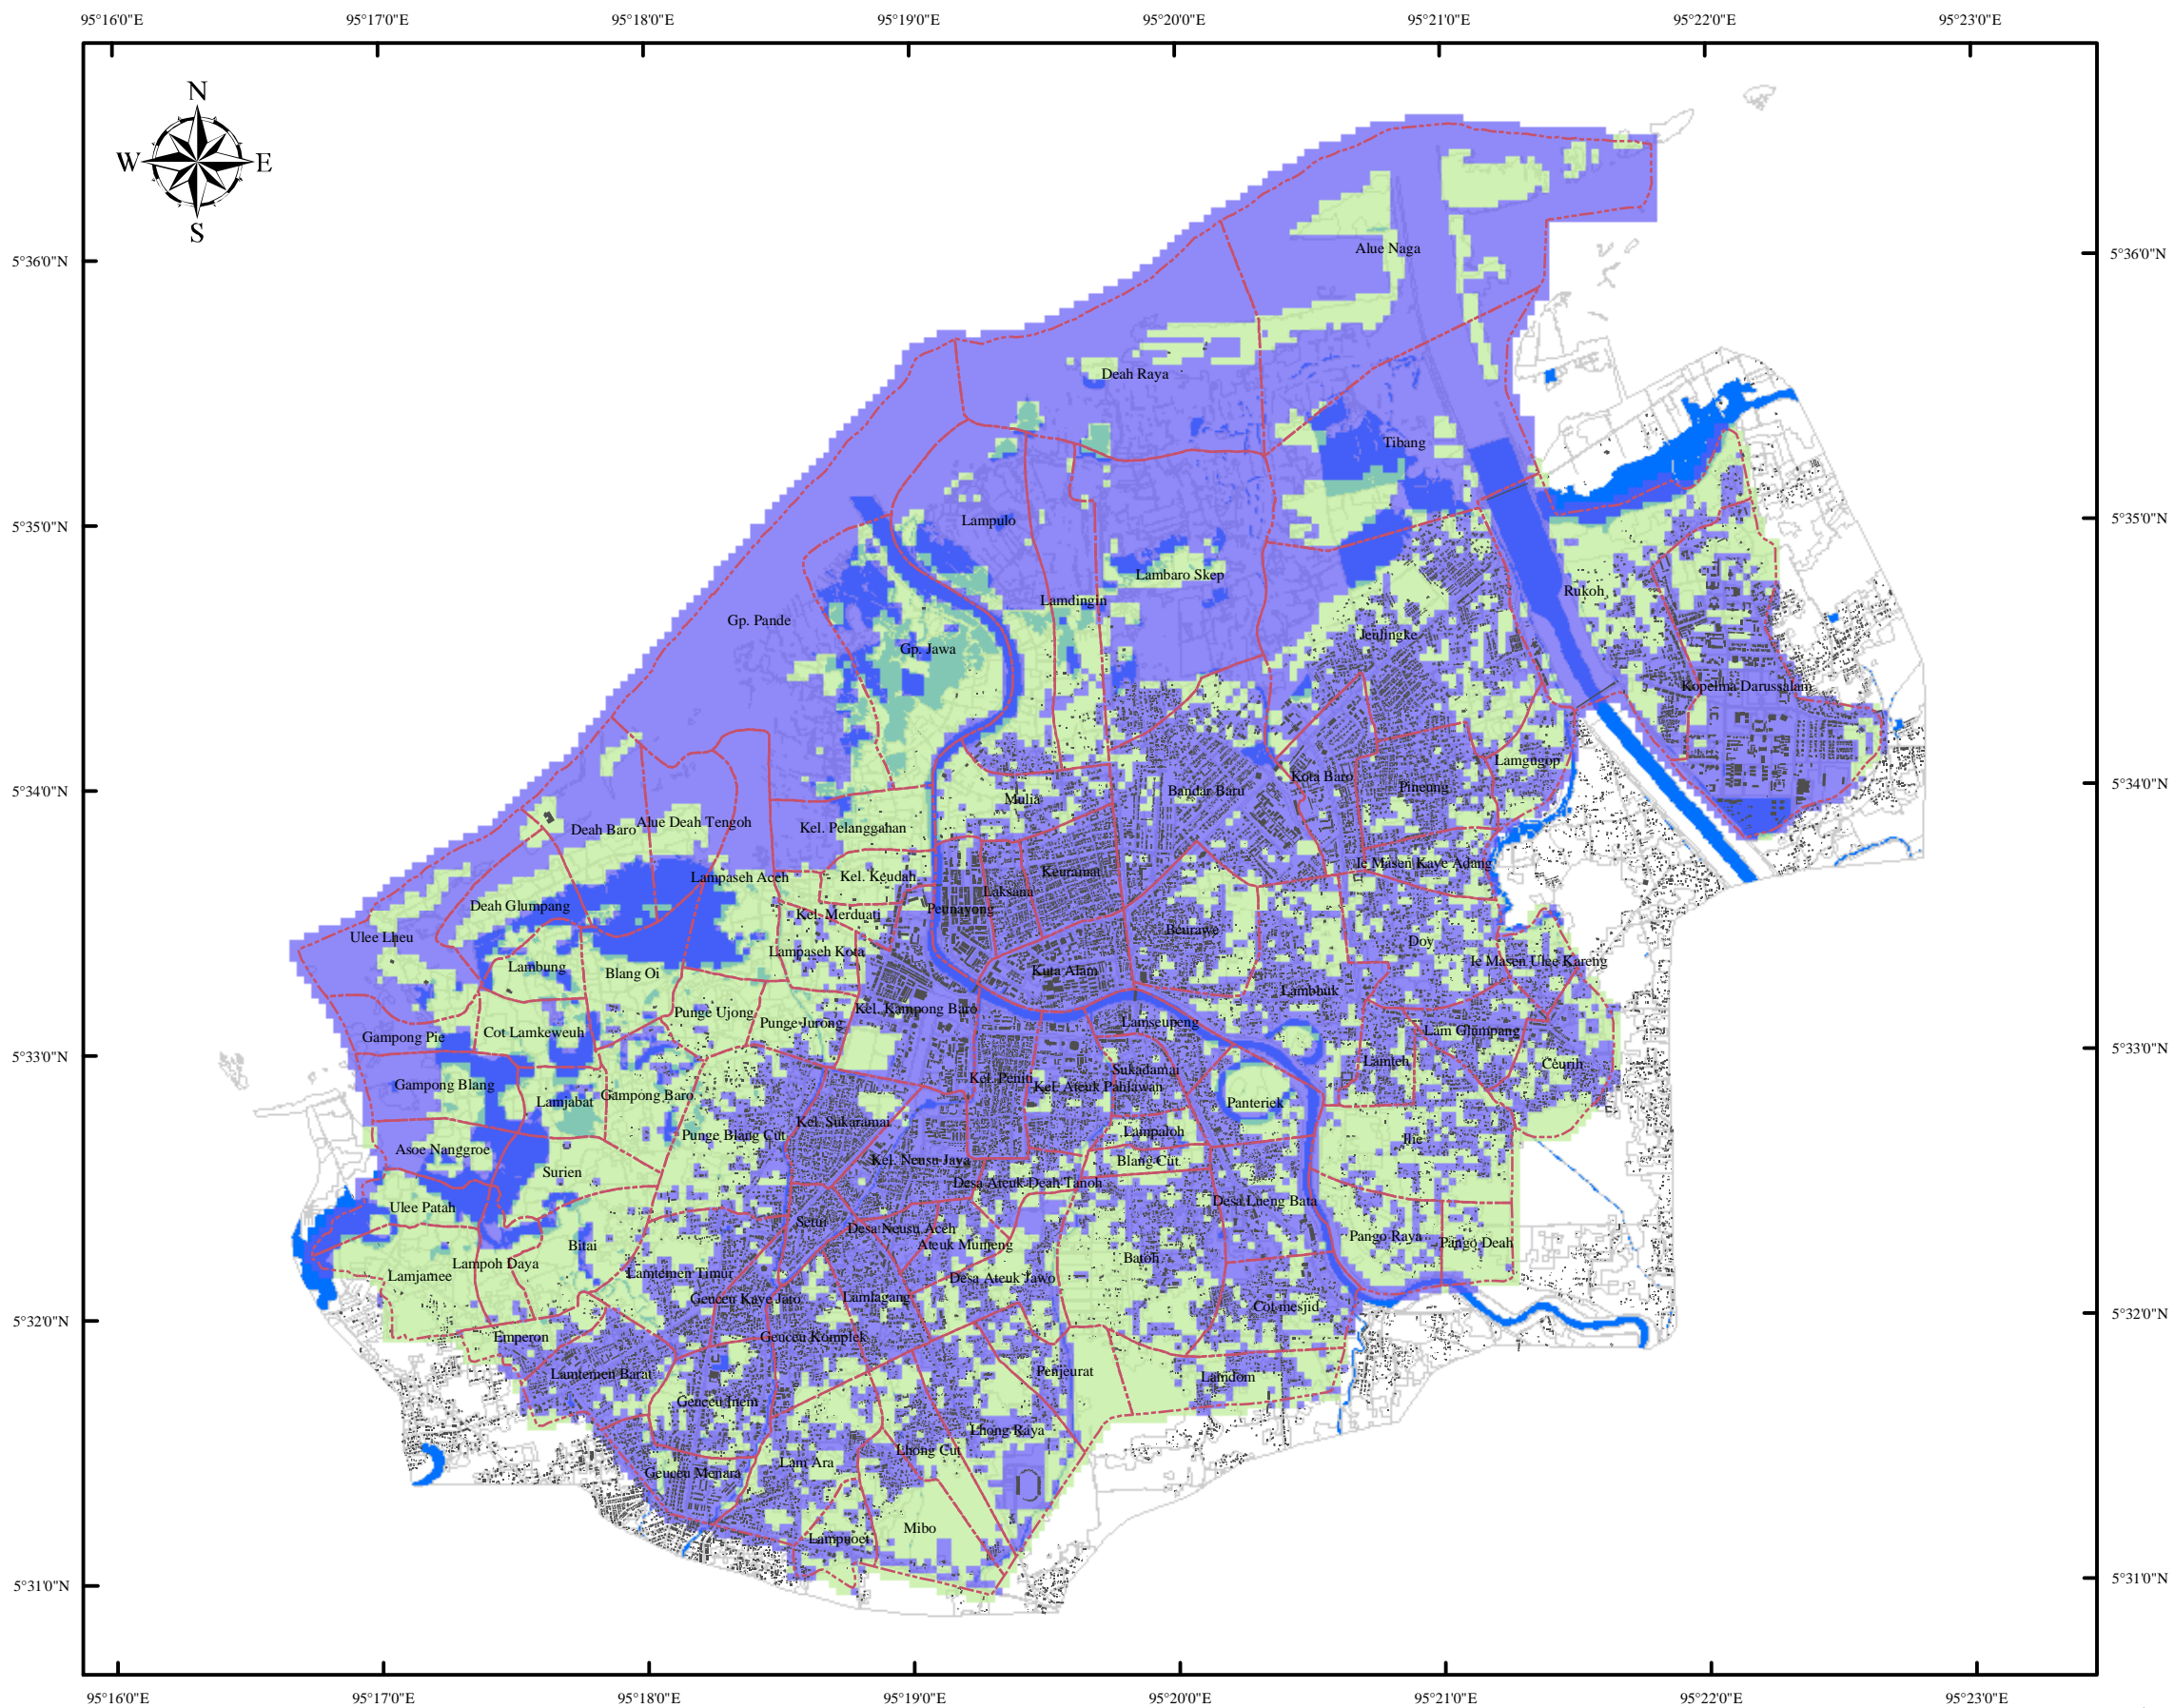 95°16'0"E 95°17'0"E 95°18'0"E 95°19'0"E 95°20'0"E 95°21'0"E 95°22'0"E 95°23'0"E
N
W E
S
5°36'0"N
Alue Naga
5°36'0"N
Deah Raya
Tibang
5°35'0"N
Lampulo
5°35'0"N
Lambaro Skep
Rukoh
Lamdingin
Gp. Pande
Jeulingke
Gp. Jawa
Kopelma Darussalam
Lamgugop
Kota Baro
5°34'0"N
Pineung
Bandar Baru
5°34'0"N
Mulia
Alue Deah Tengoh
Deah Baro
Kel. Pelanggahan
Ie Masen Kaye Adang
Keuramat
Lampaseh Aceh
Kel. Keudah
Laksana
Deah Glumpang
Peunayong
Kel. Merduati
Beurawe
Ulee Lheu
Doy
Lampaseh Kota
Ie Masen Ulee Kareng
Lambung
Kuta Alam
Blang Oi
Lambhuk
Kel. Kampong Baro
Punge Ujong
Punge Jurong
Lamseupeng
Cot Lamkeweuh
Lam Glumpang
Gampong Pie
5°33'0"N
5°33'0"N
Lamteh
Ceurih
Sukadamai
Kel. Peniti
Gampong Blang
Kel. Ateuk Pahlawan
Gampong Baro
Lamjabat
Panteriek
Kel. Sukaramai
Lampaloh
Punge Blang Cut
Ilie
Asoe Nanggroe
Kel. Neusu Jaya
Blang Cut
Surien
Desa Ateuk Deah Tanoh
Desa Lueng Bata
Ulee Patah
Setui
Desa Neusu Aceh
Pango Raya
Pango Deah
Bitai
Ateuk Munjeng
Batoh
Lampoh Daya
Lamtemen Timur
Lamjamee
Desa Ateuk Jawo
Lamlagang
Geuceu Kaye Jato
Cot mesjid
5°32'0"N
5°32'0"N
Emperon
Geuceu Komplek
Penjeurat
Lamtemen Barat
Lamdom
Geuceu Inem
Lhong Raya
Lhong Cut
Lam Ara
Geuceu Menara
Mibo
Lampuoet
5°31'0"N
5°31'0"N
95°16'0"E 95°17'0"E 95°18'0"E 95°19'0"E 95°20'0"E 95°21'0"E 95°22'0"E 95°23'0"E